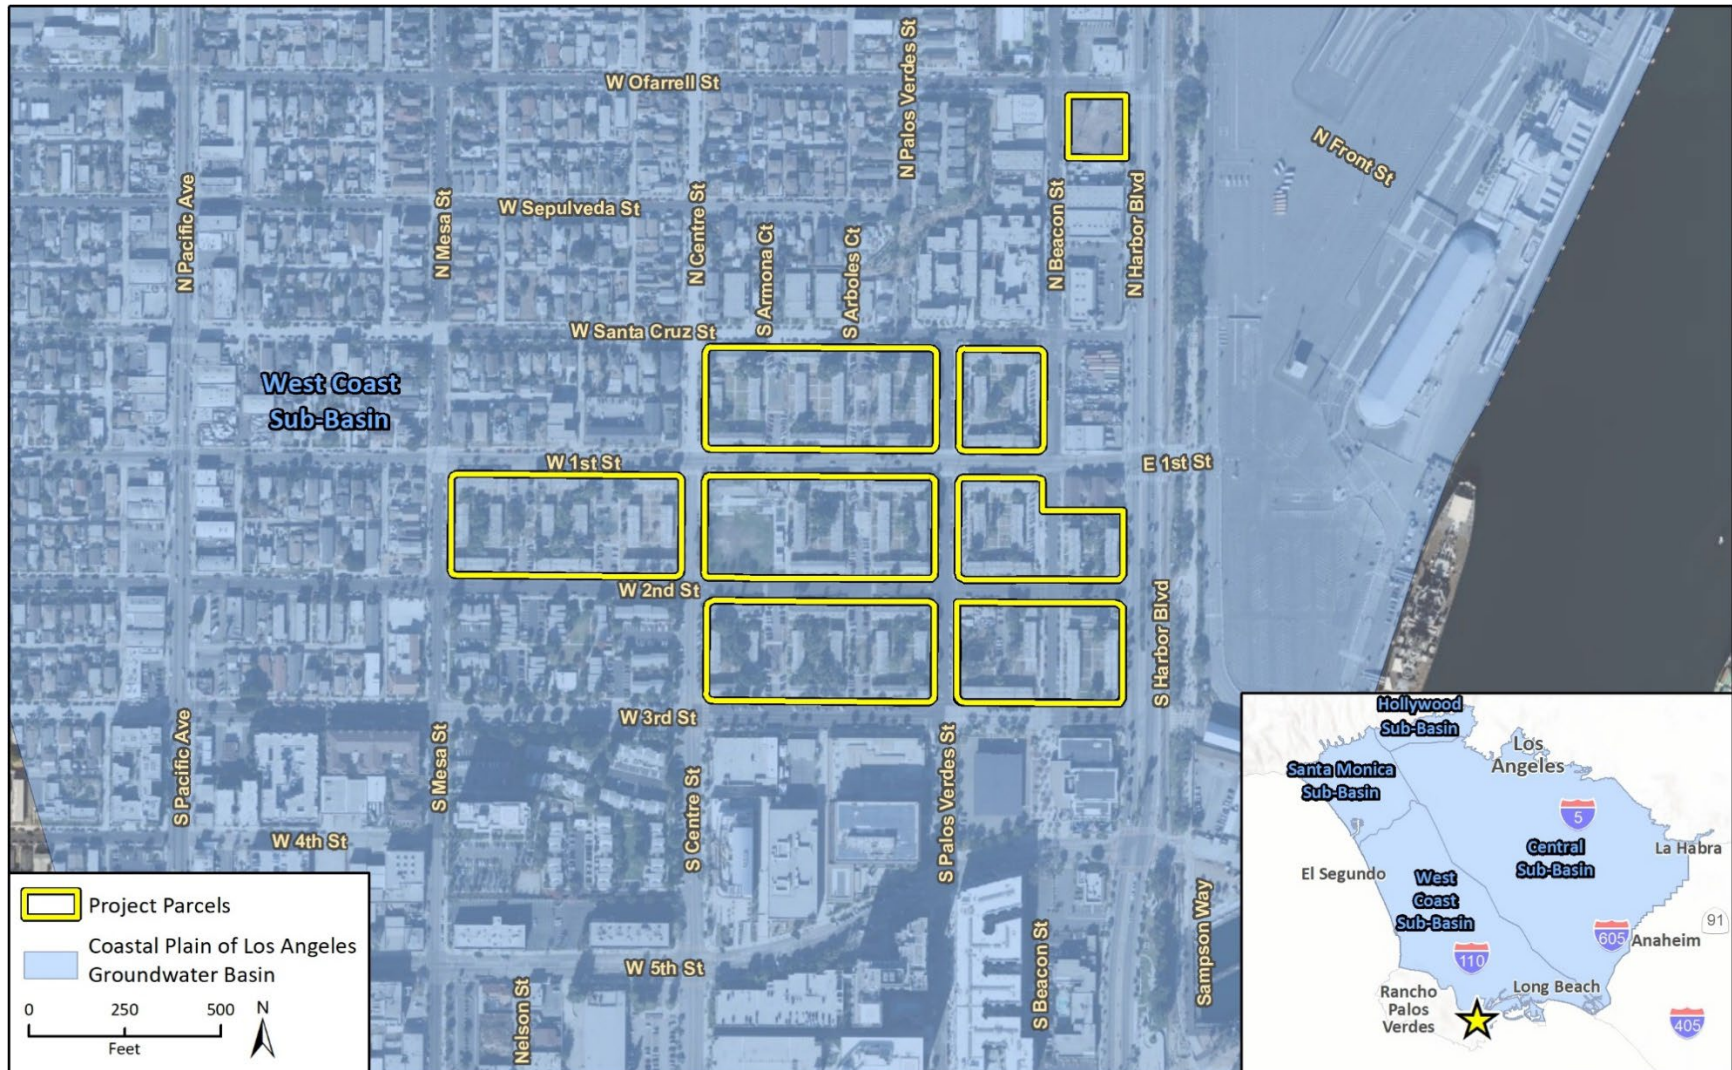 W Ofarrell St
N Palos Verdes St
N Front St
N Pacific Ave
N Mesa St
W Sepulveda St
N Centre St
S Armona Ct
S Arboles Ct
N Beacon St
N Harbor Blvd
W Santa Cruz St
West Coast
Sub-Basin
W 1st St
E 1st St
W 2nd St
S Harbor Blvd
W 3rd St
S Pacific Ave
S Mesa St
S Centre St
S Palos Verdes St
W 4th St
W 5th St
Nelson St
S Beacon St
Sampson Way
Project Parcels
Coastal Plain of Los Angeles
Groundwater Basin
0
250
500
Feet
N
Hollywood
Sub-Basin
Los
Angeles
Santa Monica
Sub-Basin
1
5
La Habra
Central
Sub-Basin
El Segundo
West
Coast
Sub-Basin
91
605
Anaheim
110
Long Beach
Rancho
Palos
Verdes
405